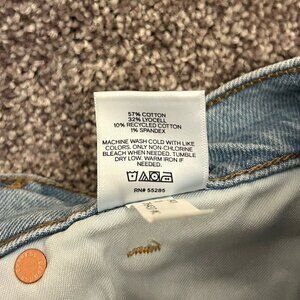 57% COTTON
32% LYOCELL
10% RECYCLED COTTON
1% SPANDEX
MACHINE WASH COLD WITH LIKE
COLORS. ONLY NON-CHLORINE
BLEACH WHEN NEEDED. TUMBLE
DRY LOW. WARM IRON IF
NEEDED.
RN# 55285